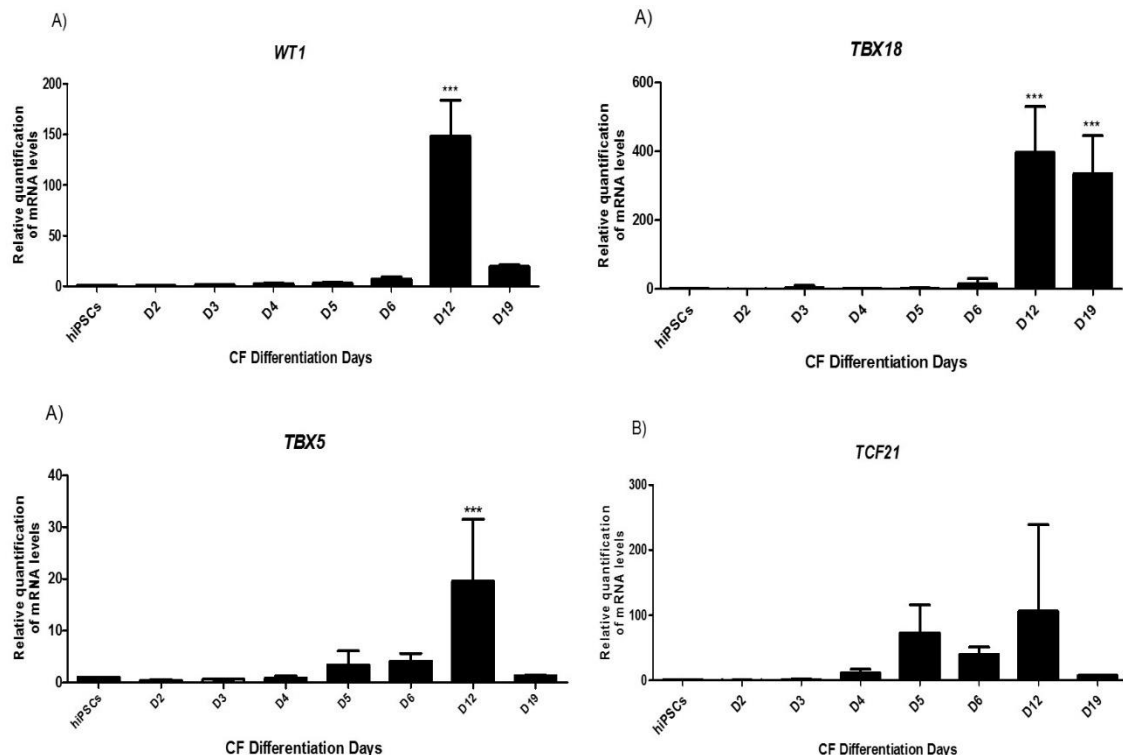 A)
WT1
Relative quantification
of mRNA levels
200
150
100
50
0
***
hiPSCs
D2
D3
D4
D5
D6
D12
D19
CF Differentiation Days
A)
TBX18
Relative quantification
of mRNA levels
600
400
200
0
***
***
hiPSCs
D2
D3
D4
D5
D6
D12
D19
CF Differentiation Days
A)
TBX5
Relative quantification
of mRNA levels
40
30
20
10
0
***
hiPSCs
D2
D3
D4
D5
D6
D12
D19
CF Differentiation Days
B)
TCF21
Relative quantification
of mRNA levels
300
200
100
0
hiPSCs
D2
D3
D4
D5
D6
D12
D19
CF Differentiation Days